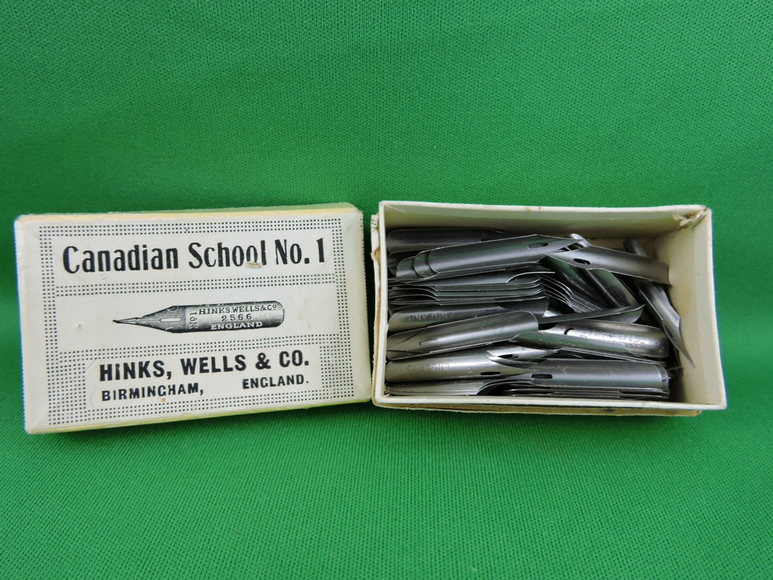 Canadian School No. 1
HINKS, WELLS & Cº
2566
ENGLAND
HINKS, WELLS & CO.
BIRMINGHAM, ENGLAND.